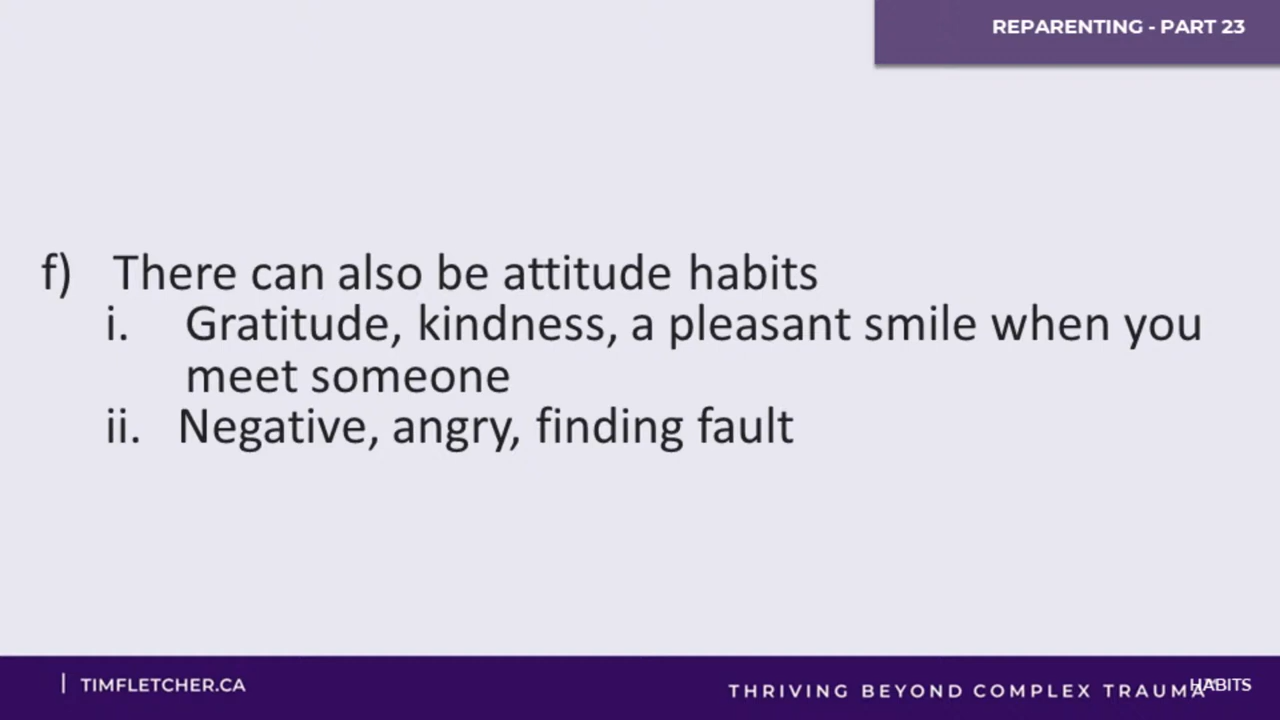 REPARENTING - PART 23
f) There can also be attitude habits
i. Gratitude, kindness, a pleasant smile when you
meet someone
ii. Negative, angry, finding fault
| TIMFLETCHER.CA
THRIVING BEYOND COMPLEX TRAUMA
HABITS